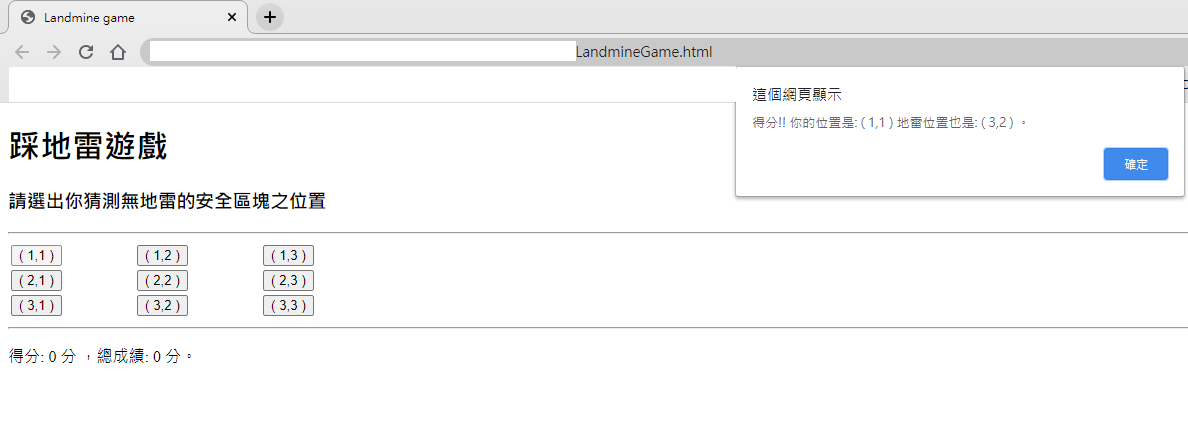 Landmine game
LandmineGame.html
這個網頁顯示
得分!! 你的位置是: ( 1,1 ) 地雷位置也是: ( 3,2 ) 。
確定
踩地雷遊戲
請選出你猜測無地雷的安全區塊之位置
( 1,1 ) ( 1,2 ) ( 1,3 )
( 2,1 ) ( 2,2 ) ( 2,3 )
( 3,1 ) ( 3,2 ) ( 3,3 )
得分: 0 分 ，總成績: 0 分。